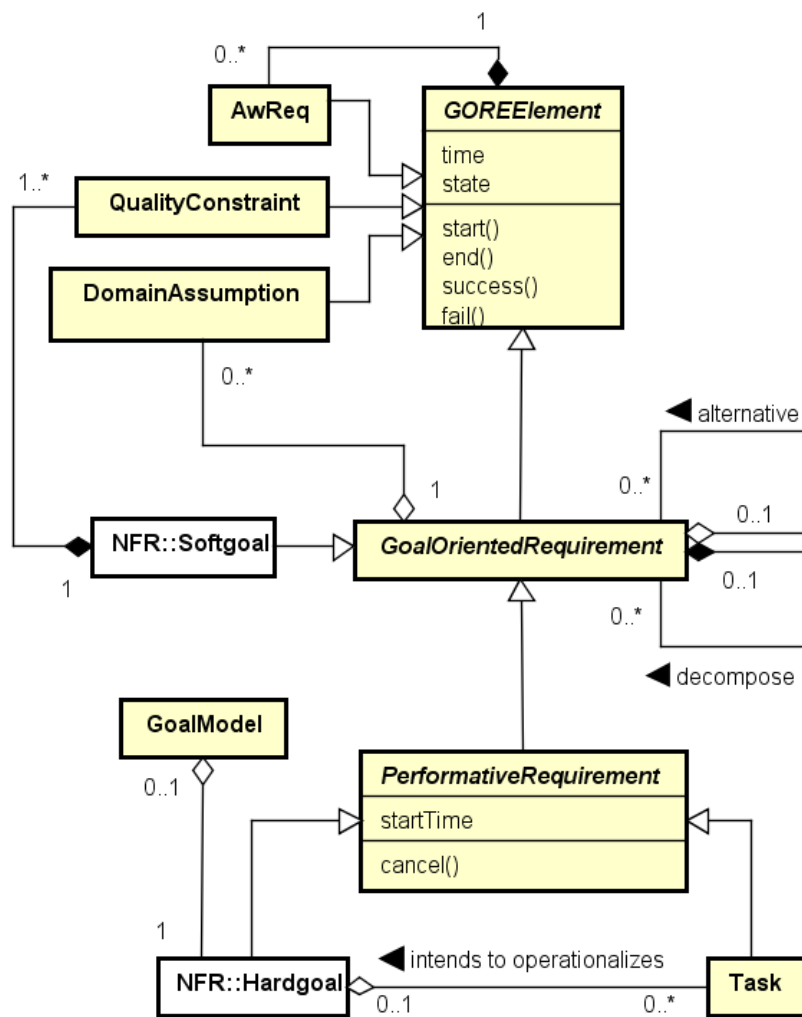 1
0..*
AwReq
GOREElement
time
state
1..*
QualityConstraint
start()
end()
success()
fail()
DomainAssumption
0..*
◀ alternative
1
0..*
0..1
NFR::Softgoal
GoalOrientedRequirement
1
0..1
0..*
◀ decompose
GoalModel
0..1
PerformativeRequirement
startTime
cancel()
1
◀ intends to operationalizes
NFR::Hardgoal
Task
0..1
0..*